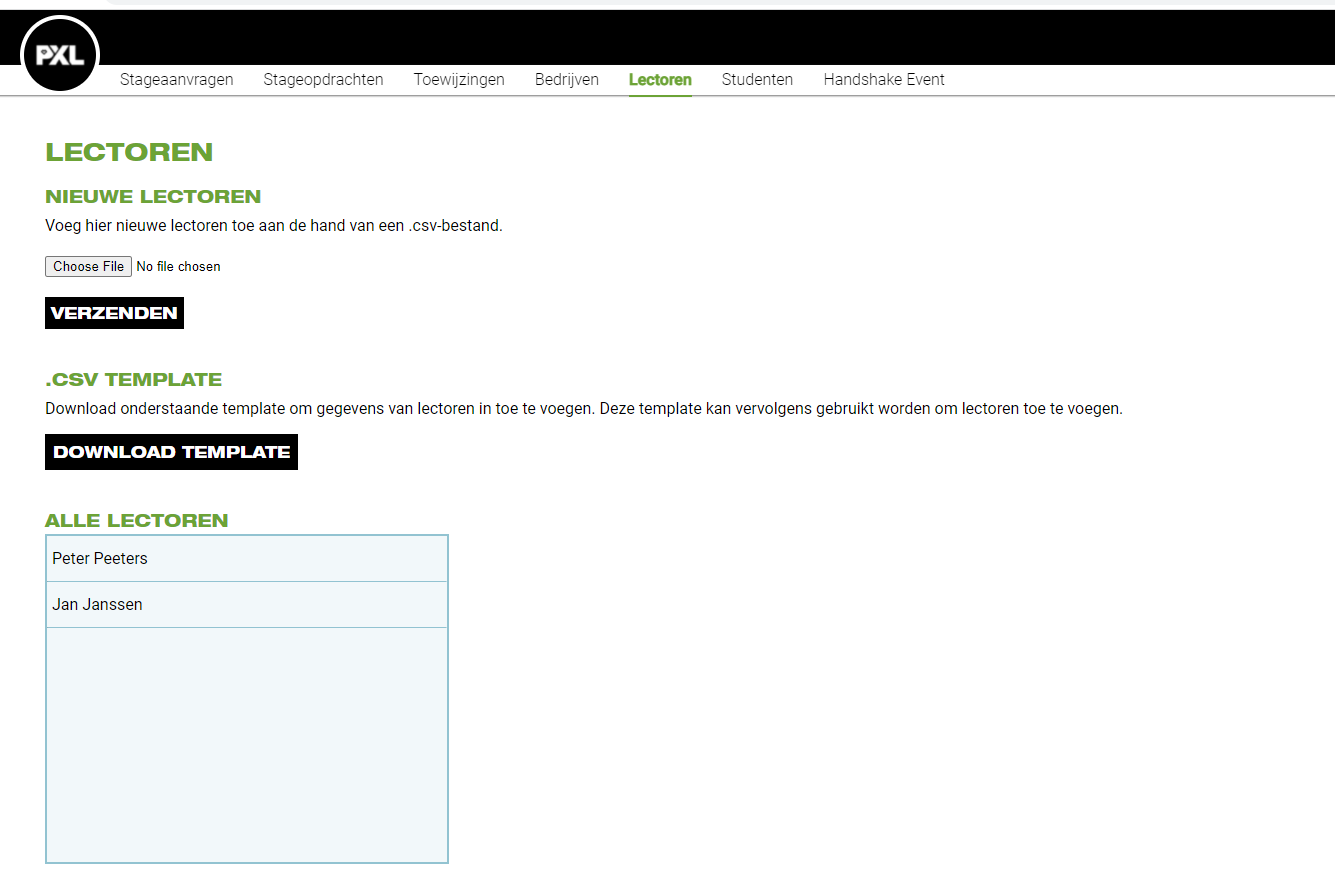 PXL
Stageaanvragen Stageopdrachten Toewijzingen Bedrijven Lectoren Studenten Handshake Event
LECTOREN
NIEUWE LECTOREN
Voeg hier nieuwe lectoren toe aan de hand van een .csv-bestand.
Choose File No file chosen
VERZENDEN
.CSV TEMPLATE
Download onderstaande template om gegevens van lectoren in toe te voegen. Deze template kan vervolgens gebruikt worden om lectoren toe te voegen.
DOWNLOAD TEMPLATE
ALLE LECTOREN
Peter Peeters
Jan Janssen